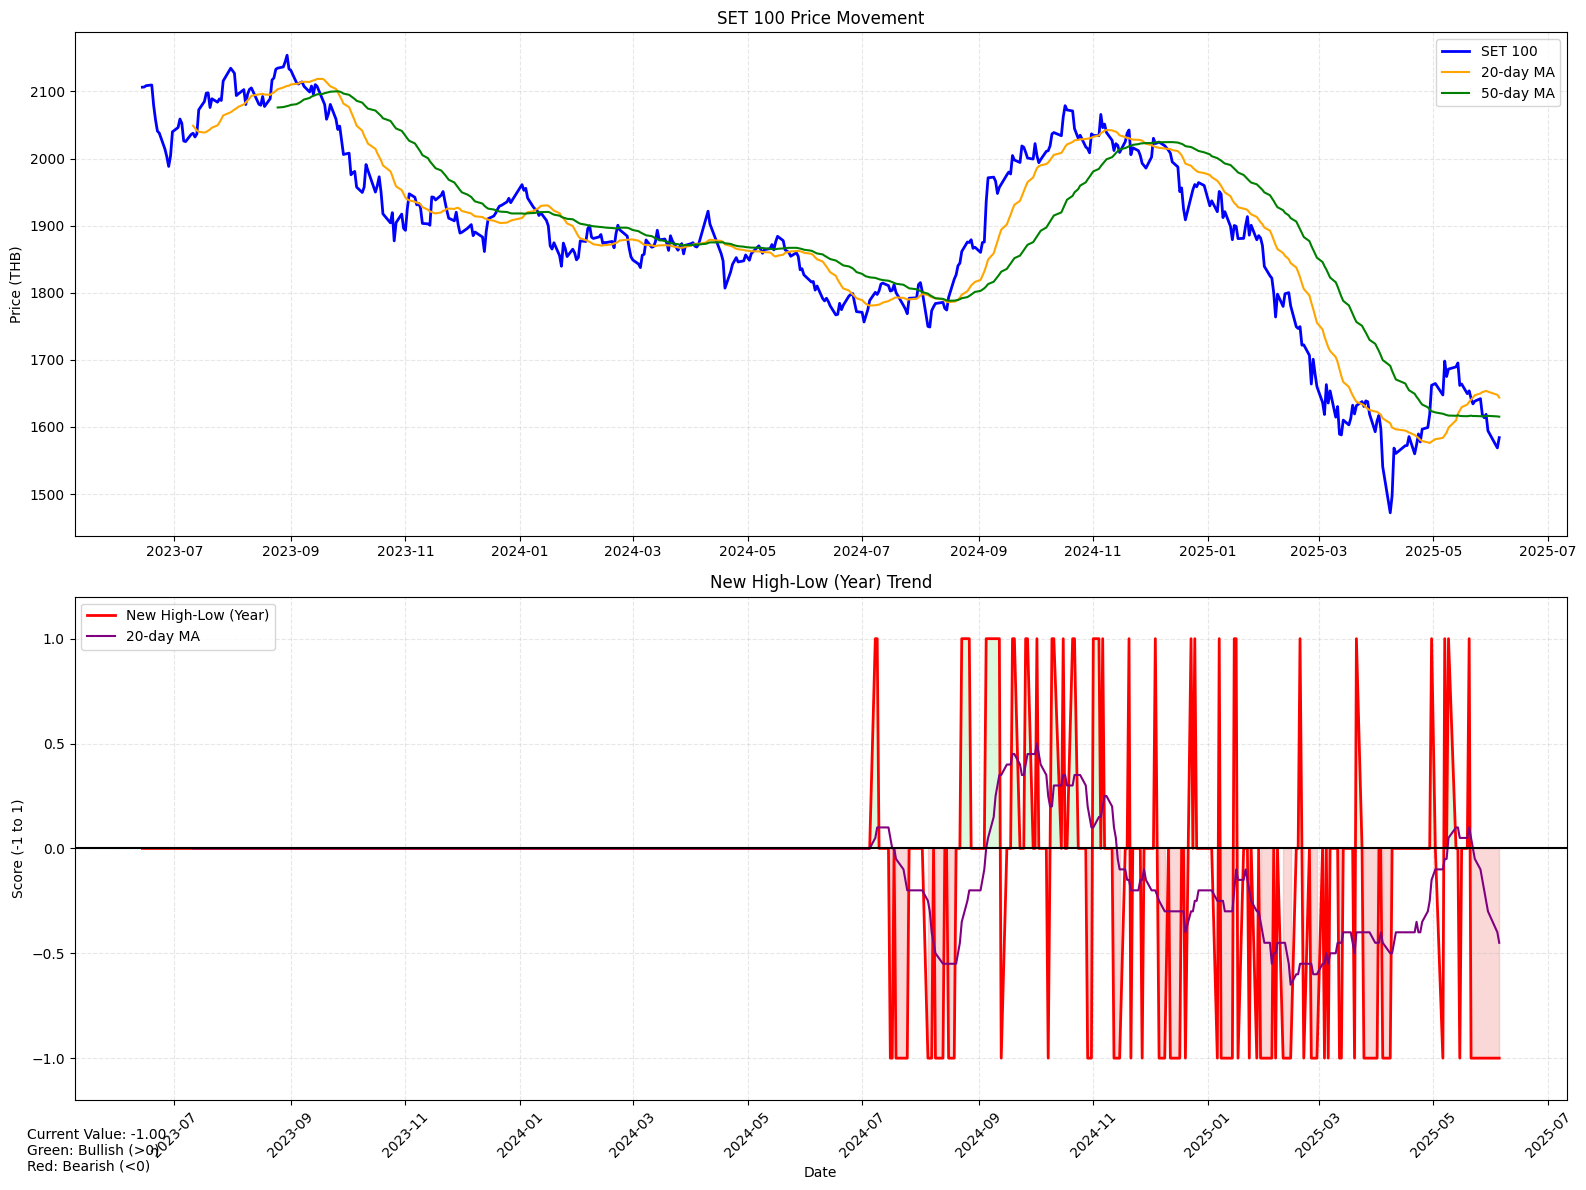 SET 100 Price Movement
SET 100
20-day MA
50-day MA
Price (THB)
2100
2000
1900
1800
1700
1600
1500
2023-07
2023-09
2023-11
2024-01
2024-03
2024-05
2024-07
2024-09
2024-11
2025-01
2025-03
2025-05
2025-07
New High-Low (Year) Trend
New High-Low (Year)
20-day MA
Score (-1 to 1)
1.0
0.5
0.0
−0.5
−1.0
2023-07
2023-09
2023-11
2024-01
2024-03
2024-05
2024-07
2024-09
2024-11
2025-01
2025-03
2025-05
2025-07
Date
Current Value: -1.00
Green: Bullish (>0)
Red: Bearish (<0)